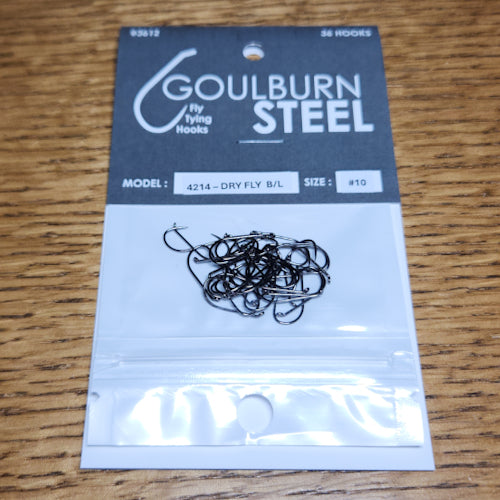 03612 36 HOOKS
GOULBURN
Fly STEEL
Tying
Hooks
MODEL : 4214 - DRY FLY B/L SIZE : #10